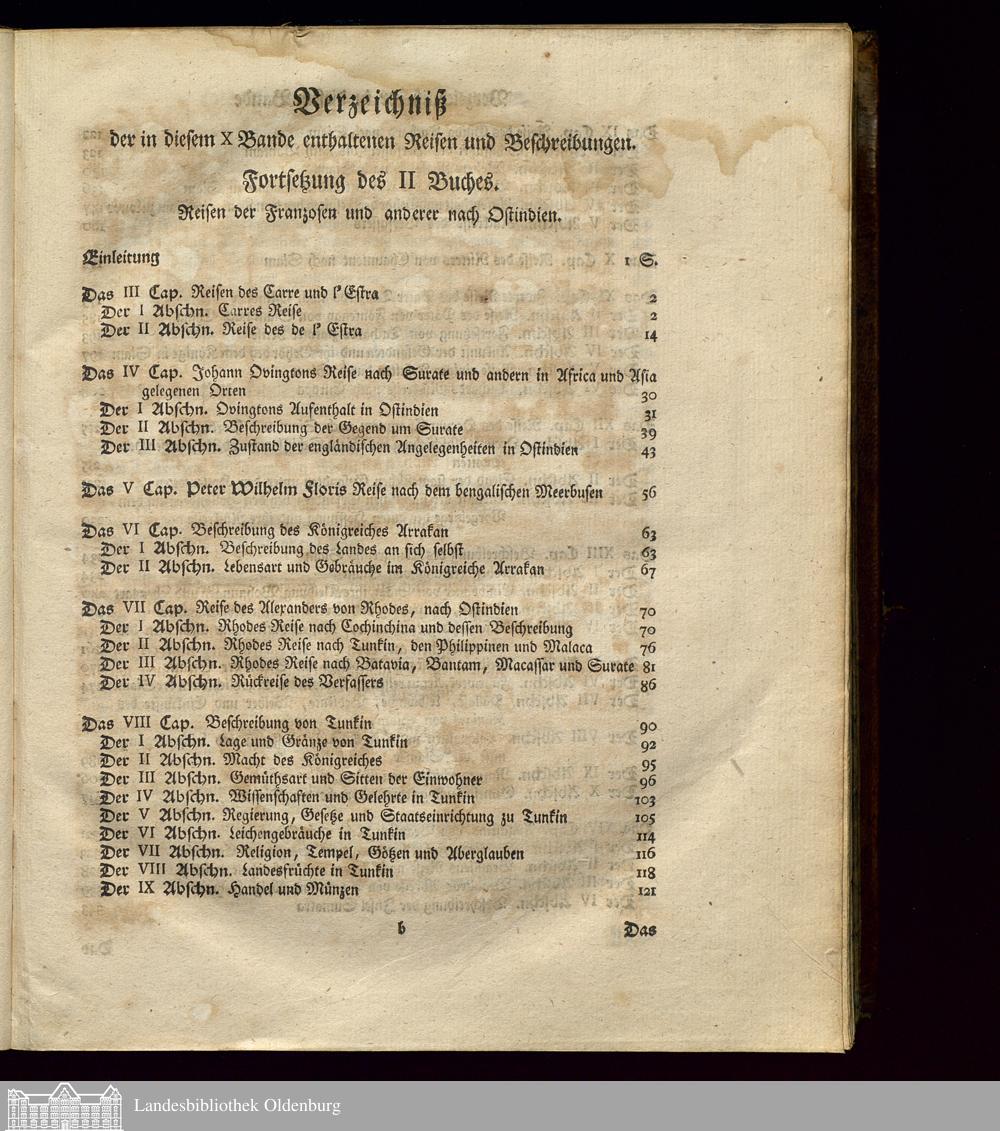 Verzeichniß
der in diesem X Bande enthaltenen Reisen und Beschreibungen.
Fortsetzung des II Buches.
Reisen der Franzosen und anderer nach Ostindien.
Einleitung 1 S.
Das III Cap. Reisen des Carre und l' Estra 2
Der I Abschn. Carres Reise 2
Der II Abschn. Reise des de l' Estra 14
Das IV Cap. Johann Ovingtons Reise nach Surate und andern in Africa und Asia
gelegenen Orten 30
Der I Abschn. Ovingtons Aufenthalt in Ostindien 31
Der II Abschn. Beschreibung der Gegend um Surate 39
Der III Abschn. Zustand der engländischen Angelegenheiten in Ostindien 43
Das V Cap. Peter Wilhelm Floris Reise nach dem bengalischen Meerbusen 56
Das VI Cap. Beschreibung des Königreiches Arrakan 63
Der I Abschn. Beschreibung des Landes an sich selbst 63
Der II Abschn. Lebensart und Gebräuche im Königreiche Arrakan 67
Das VII Cap. Reise des Alexanders von Rhodes, nach Ostindien 70
Der I Abschn. Rhodes Reise nach Cochinchina und dessen Beschreibung 70
Der II Abschn. Rhodes Reise nach Tunkin, den Philippinen und Malaca 76
Der III Abschn. Rhodes Reise nach Batavia, Bantam, Macassar und Surate 81
Der IV Abschn. Rückreise des Verfassers 86
Das VIII Cap. Beschreibung von Tunkin 90
Der I Abschn. Lage und Gränze von Tunkin 92
Der II Abschn. Macht des Königreiches 95
Der III Abschn. Gemüthsart und Sitten der Einwohner 96
Der IV Abschn. Wissenschaften und Gelehrte in Tunkin 103
Der V Abschn. Regierung, Gesetze und Staatseinrichtung zu Tunkin 105
Der VI Abschn. Leichengebräuche in Tunkin 114
Der VII Abschn. Religion, Tempel, Götzen und Aberglauben 116
Der VIII Abschn. Landesfrüchte in Tunkin 118
Der IX Abschn. Handel und Münzen 121
b Das
Landesbibliothek Oldenburg